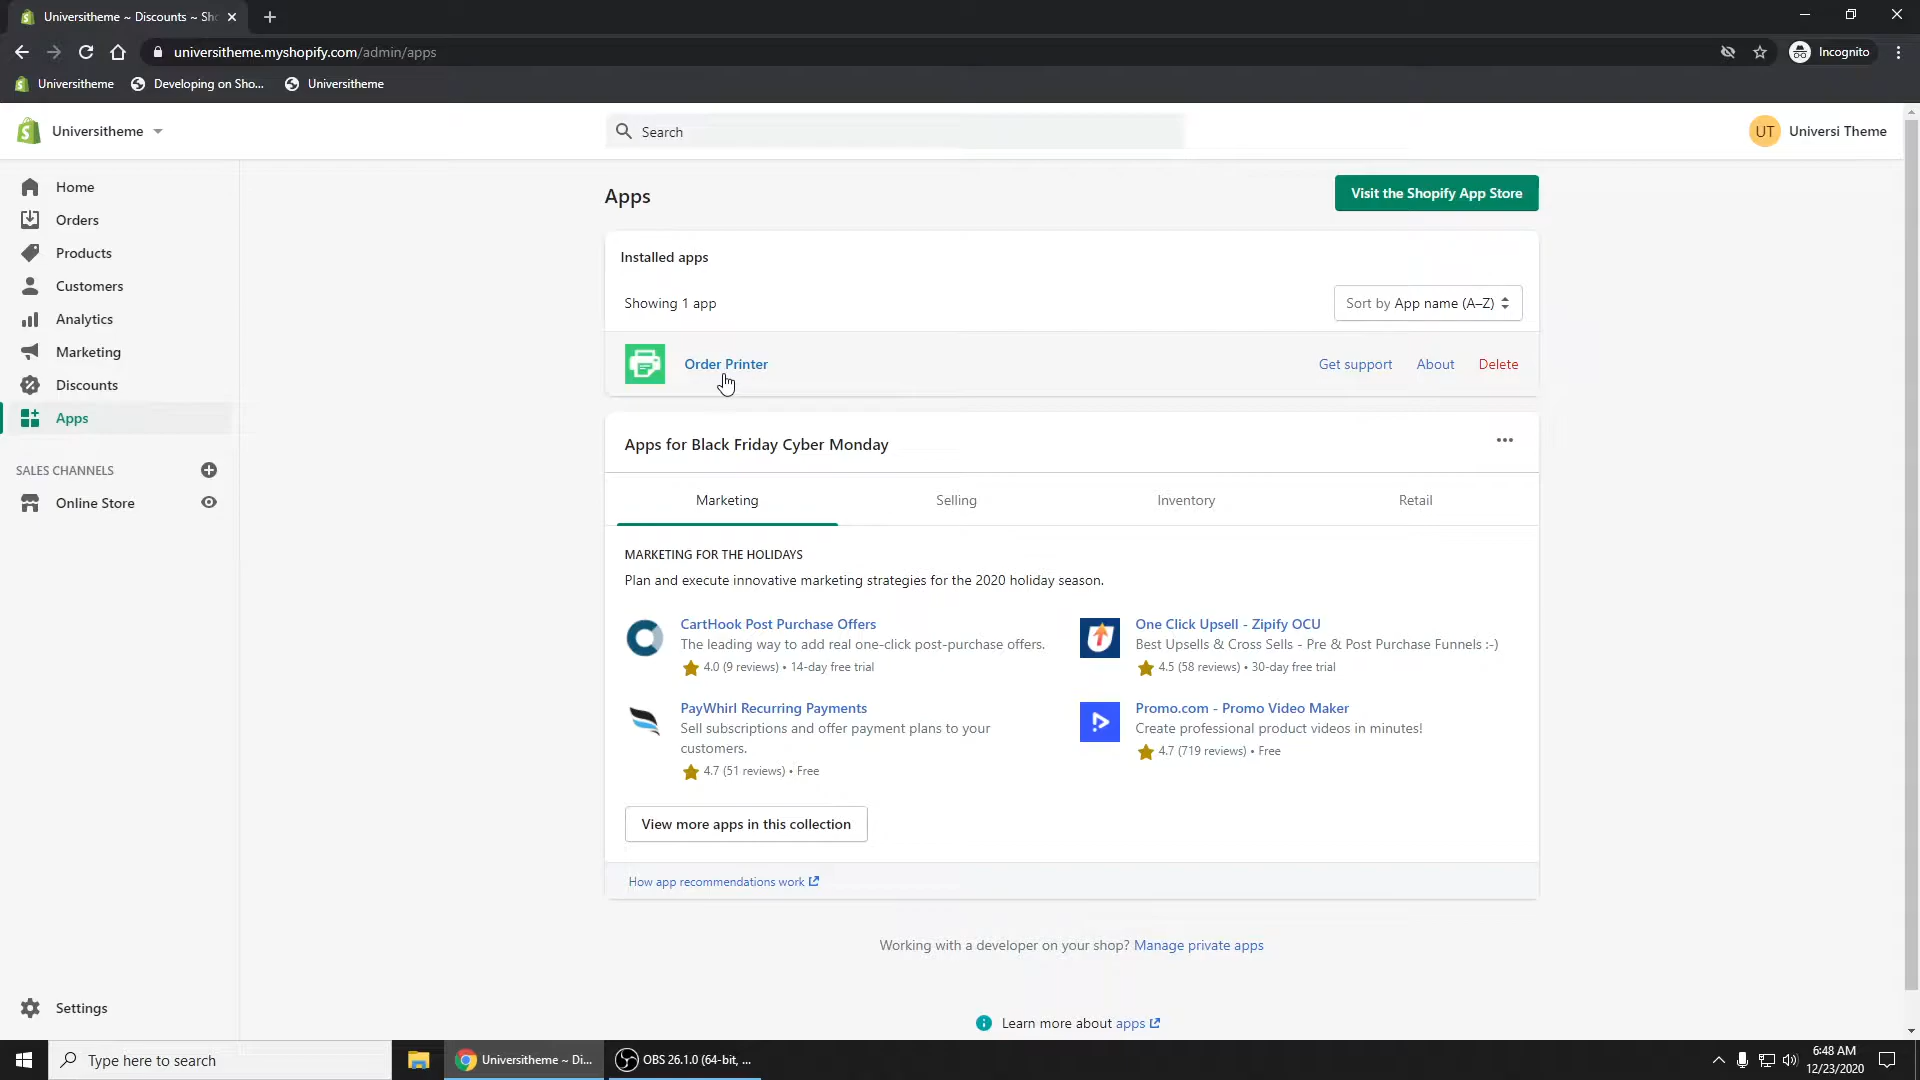 Universitheme ~ Discounts ~ Sho
universitheme.myshopify.com/admin/apps
Incognito
Universitheme
Developing on Sho...
Universitheme
Universitheme
Search
UT
Universi Theme
Home
Orders
Products
Customers
Analytics
Marketing
Discounts
Apps
SALES CHANNELS
Online Store
Settings
Apps
Visit the Shopify App Store
Installed apps
Showing 1 app
Sort by App name (A–Z)
Order Printer
Get support
About
Delete
Apps for Black Friday Cyber Monday
Marketing
Selling
Inventory
Retail
MARKETING FOR THE HOLIDAYS
Plan and execute innovative marketing strategies for the 2020 holiday season.
CartHook Post Purchase Offers
The leading way to add real one-click post-purchase offers.
4.0 (9 reviews) • 14-day free trial
One Click Upsell - Zipify OCU
Best Upsells & Cross Sells - Pre & Post Purchase Funnels :-)
4.5 (58 reviews) • 30-day free trial
PayWhirl Recurring Payments
Sell subscriptions and offer payment plans to your
customers.
4.7 (51 reviews) • Free
Promo.com - Promo Video Maker
Create professional product videos in minutes!
4.7 (719 reviews) • Free
View more apps in this collection
How app recommendations work
Working with a developer on your shop? Manage private apps
Learn more about apps
Type here to search
Universitheme ~ Di...
OBS 26.1.0 (64-bit, ...
6:48 AM
12/23/2020